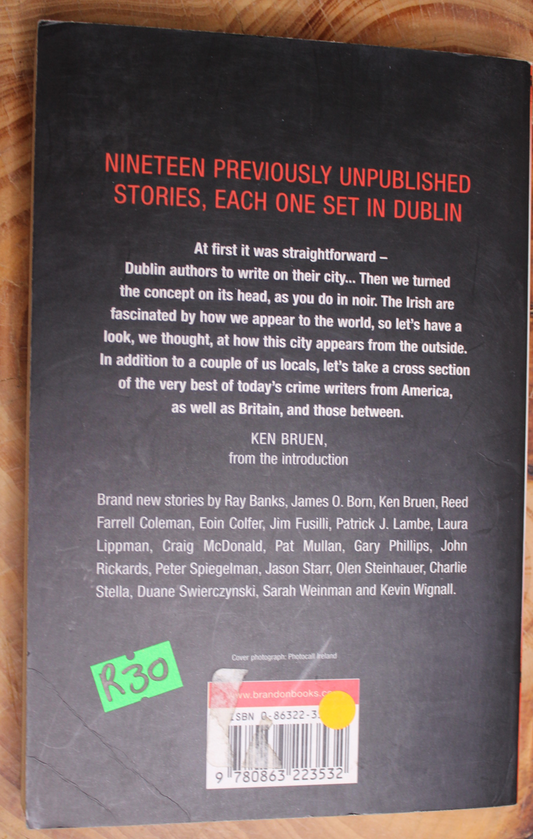 NINETEEN PREVIOUSLY UNPUBLISHED
STORIES, EACH ONE SET IN DUBLIN
At first it was straightforward –
Dublin authors to write on their city... Then we turned
the concept on its head, as you do in noir. The Irish are
fascinated by how we appear to the world, so let's have a
look, we thought, at how this city appears from the outside.
In addition to a couple of us locals, let's take a cross section
of the very best of today's crime writers from America,
as well as Britain, and those between.
KEN BRUEN,
from the introduction
Brand new stories by Ray Banks, James O. Born, Ken Bruen, Reed
Farrell Coleman, Eoin Colfer, Jim Fusilli, Patrick J. Lambe, Laura
Lippman, Craig McDonald, Pat Mullan, Gary Phillips, John
Rickards, Peter Spiegelman, Jason Starr, Olen Steinhauer, Charlie
Stella, Duane Swierczynski, Sarah Weinman and Kevin Wignall.
Cover photograph: Photocall Ireland
R30
www.brandonbooks.c
ISBN 0-86322-3
9 780863 223532